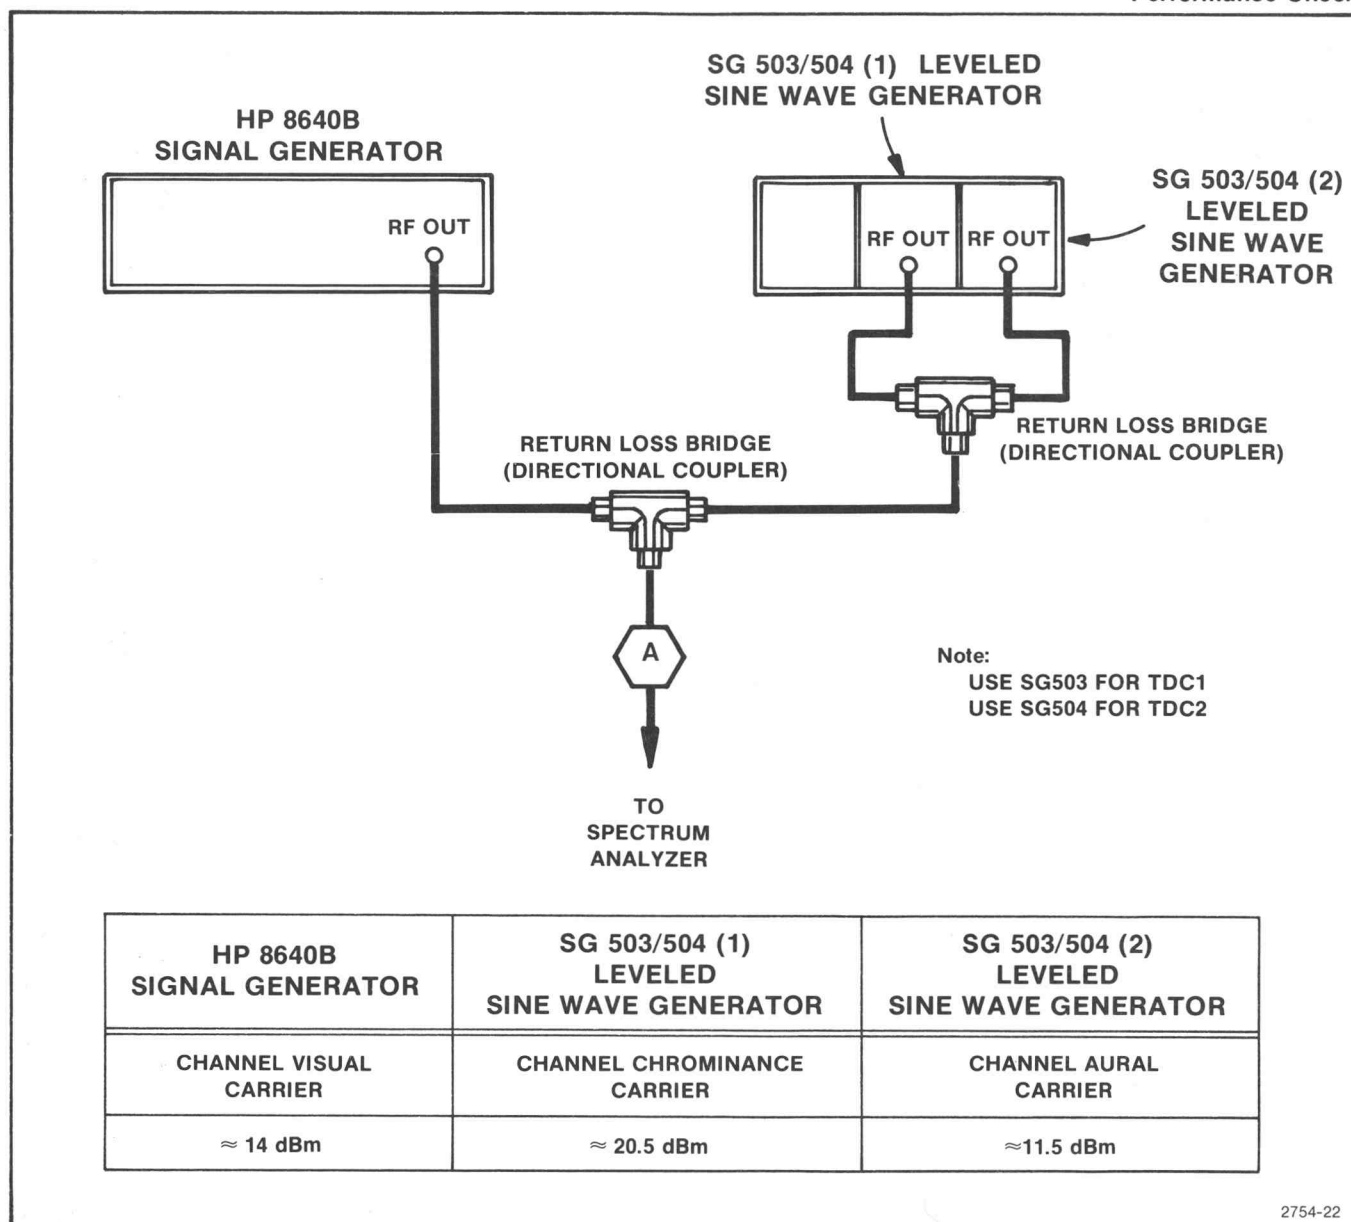 HP 8640B
SIGNAL GENERATOR
RF OUT
SG 503/504 (1) LEVELED
SINE WAVE GENERATOR
SG 503/504 (2)
LEVELED
SINE WAVE
GENERATOR
RF OUT
RF OUT
RETURN LOSS BRIDGE
(DIRECTIONAL COUPLER)
RETURN LOSS BRIDGE
(DIRECTIONAL COUPLER)
A
Note:
USE SG503 FOR TDC1
USE SG504 FOR TDC2
TO
SPECTRUM
ANALYZER
HP 8640B
SIGNAL GENERATOR
SG 503/504 (1)
LEVELED
SINE WAVE GENERATOR
SG 503/504 (2)
LEVELED
SINE WAVE GENERATOR
CHANNEL VISUAL
CARRIER
CHANNEL CHROMINANCE
CARRIER
CHANNEL AURAL
CARRIER
≈ 14 dBm
≈ 20.5 dBm
≈11.5 dBm
2754-22